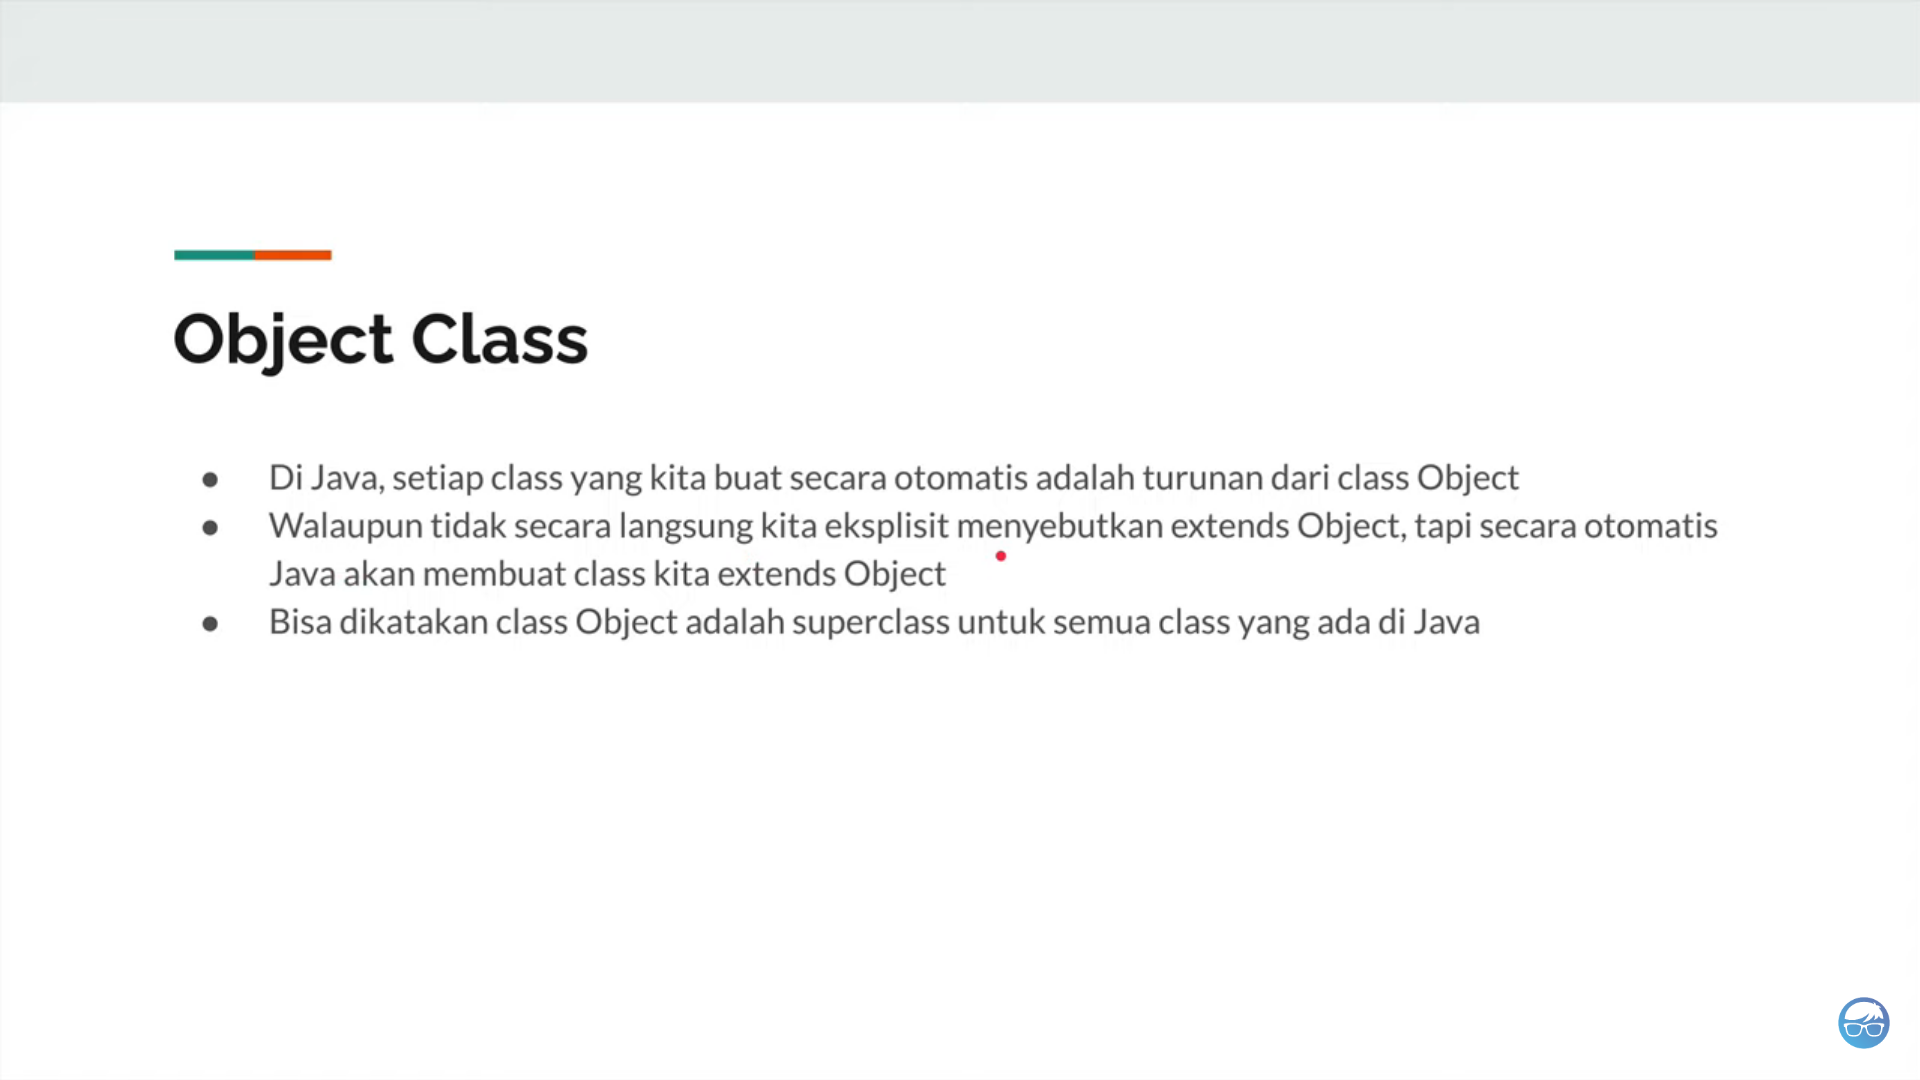 Object Class
● Di Java, setiap class yang kita buat secara otomatis adalah turunan dari class Object
● Walaupun tidak secara langsung kita eksplisit menyebutkan extends Object, tapi secara otomatis
Java akan membuat class kita extends Object
● Bisa dikatakan class Object adalah superclass untuk semua class yang ada di Java